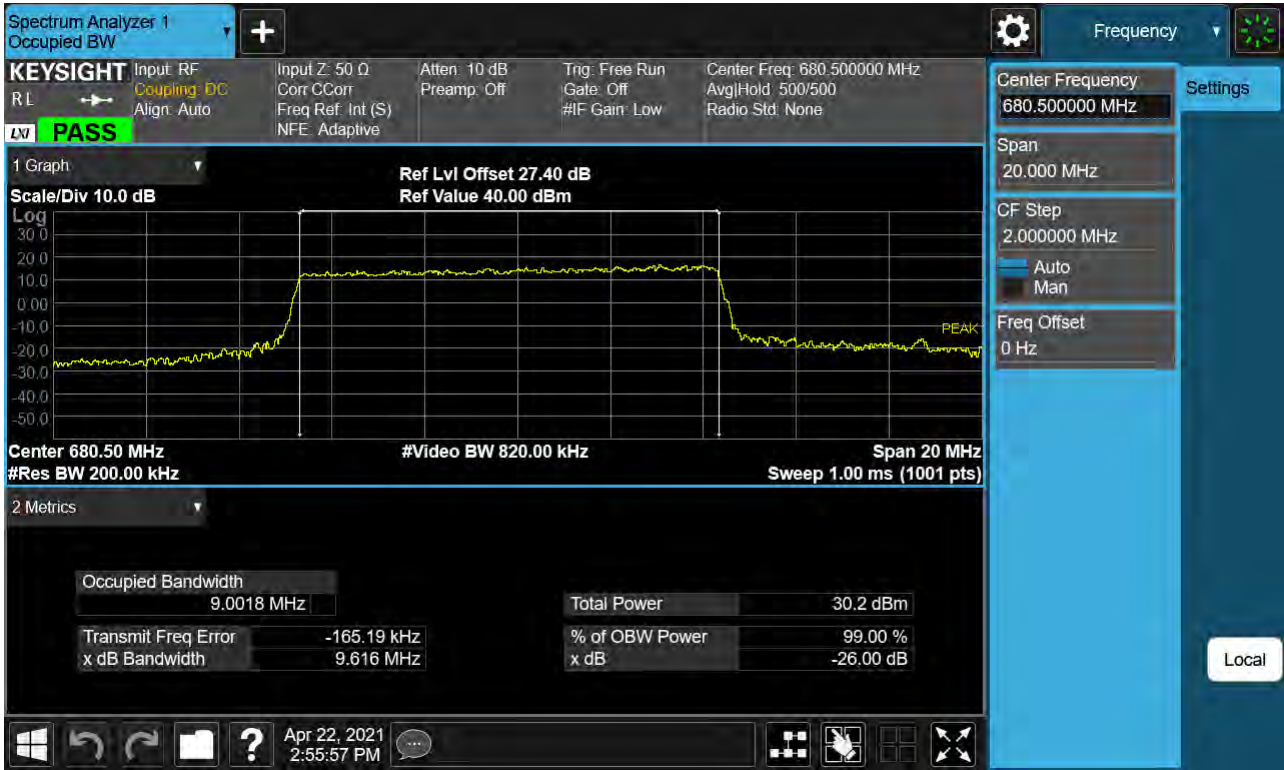 Spectrum Analyzer 1
Occupied BW
Frequency
KEYSIGHT
RL
LXI PASS
Input: RF
Coupling: DC
Align: Auto
Input Z: 50 Ω
Corr CCorr
Freq Ref: Int (S)
NFE: Adaptive
Atten: 10 dB
Preamp: Off
Trig: Free Run
Gate: Off
#IF Gain: Low
Center Freq: 680.500000 MHz
Avg|Hold: 500/500
Radio Std: None
Center Frequency
680.500000 MHz
Settings
Span
20.000 MHz
CF Step
2.000000 MHz
Auto
Man
Freq Offset
0 Hz
1 Graph
Ref Lvl Offset 27.40 dB
Scale/Div 10.0 dB
Ref Value 40.00 dBm
Log
30.0
20.0
10.0
0.00
-10.0
PEAK
-20.0
-30.0
-40.0
-50.0
Center 680.50 MHz
#Video BW 820.00 kHz
Span 20 MHz
#Res BW 200.00 kHz
Sweep 1.00 ms (1001 pts)
2 Metrics
Occupied Bandwidth
9.0018 MHz
Total Power 30.2 dBm
Transmit Freq Error -165.19 kHz
% of OBW Power 99.00 %
x dB Bandwidth 9.616 MHz
x dB -26.00 dB
Local
?
Apr 22, 2021
2:55:57 PM